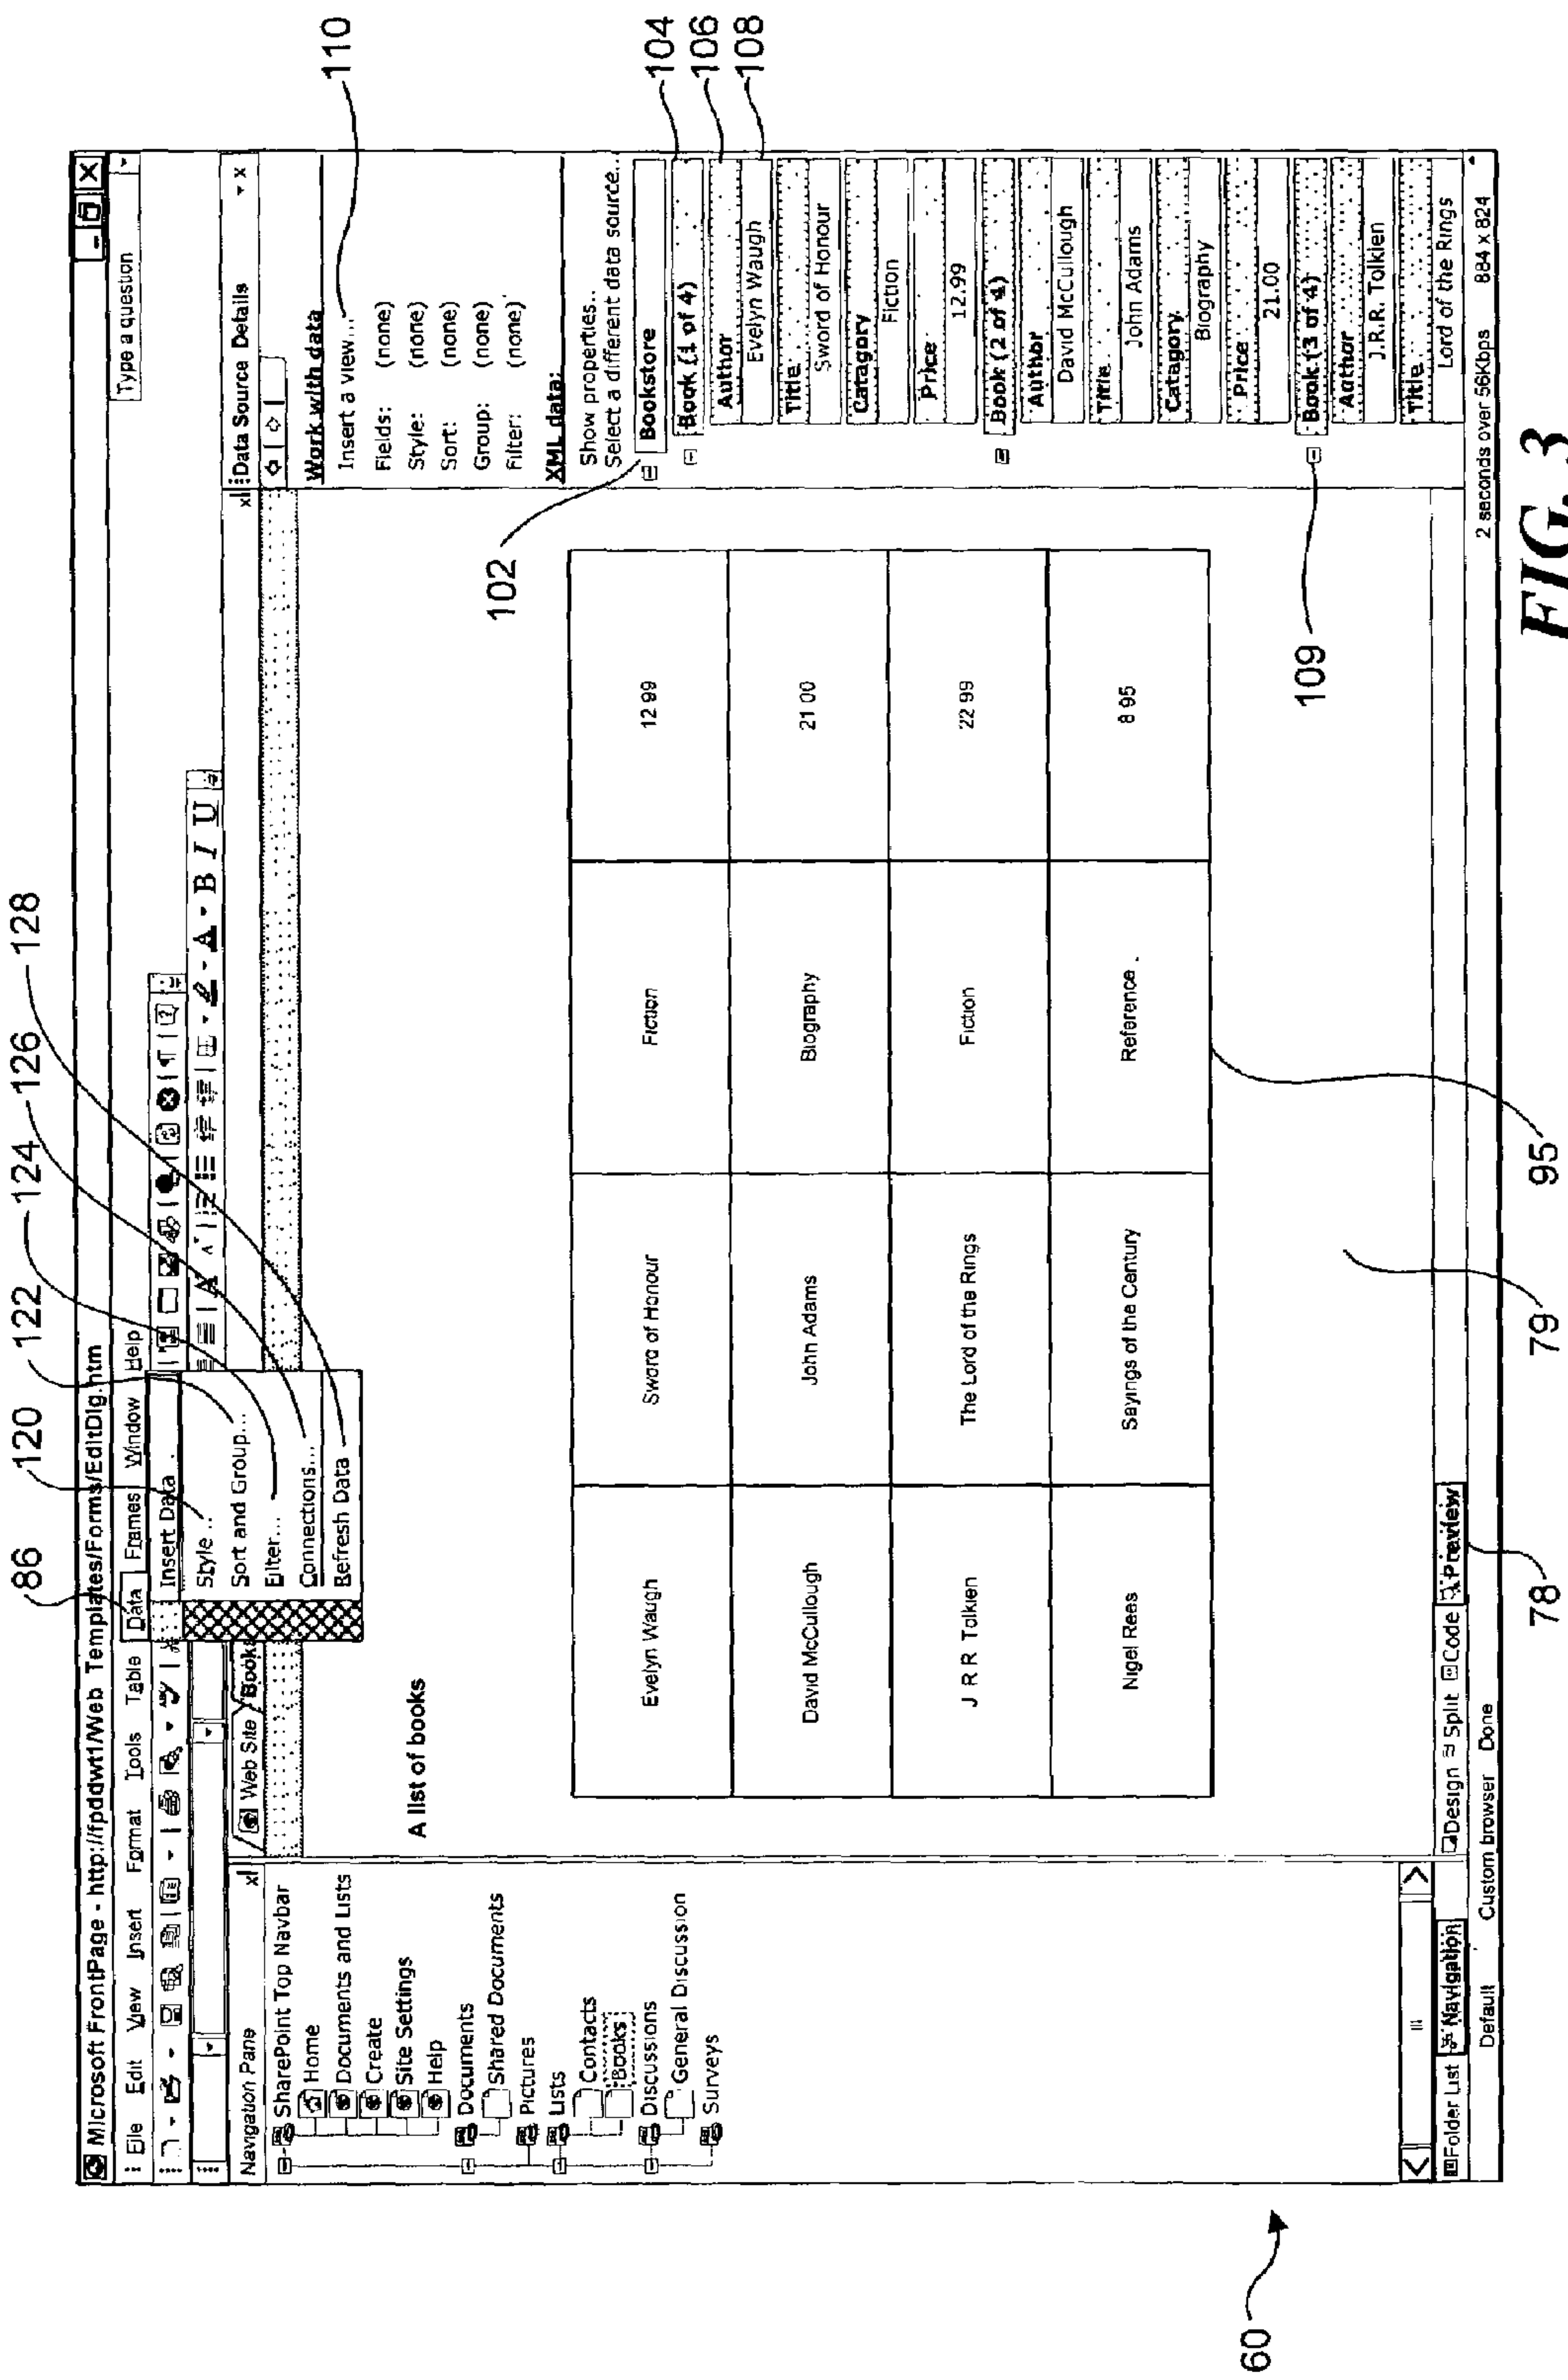 86 120 122 124 126 128
Microsoft FrontPage - http://fpddwt1/Web Templates/Forms/EditDlg.htm
File Edit View Insert Format Tools Table Data Frames Window Help
Type a question
B I U
Insert Data .
Style ..
Sort and Group...
Filter...
Connections...
Refresh Data
Navigation Pane
Web Site
Books
SharePoint Top Navbar
Home
Documents and Lists
Create
Site Settings
Help
Documents
Shared Documents
Pictures
Lists
Contacts
Books
Discussions
General Discussion
Surveys
Folder List Navigation
A list of books
Evelyn Waugh Sword of Honour Fiction 12 99
David McCullough John Adams Biography 21 00
J R R Tolkien The Lord of the Rings Fiction 22 99
Nigel Rees Sayings of the Century Reference . 8 95
Design Split Code Preview
Data Source Details
Work with data
Insert a view...
110
Fields: (none)
Style: (none)
Sort: (none)
Group: (none)
Filter: (none)
XML data:
Show properties..
Select a different data source..
102
Bookstore
Book (1 of 4)
104
Author
106
Evelyn Waugh
108
Title
Sword of Honour
Catagory
Fiction
Price
12.99
Book (2 of 4)
Author
David McCullough
Title
John Adams
Catagory
Biography
Price
21.00
109
Book (3 of 4)
Author
J.R.R. Tolkien
Title
Lord of the Rings
Default Custom browser Done 2 seconds over 56Kbps 884 x 824
60
78
79
95
FIG. 3